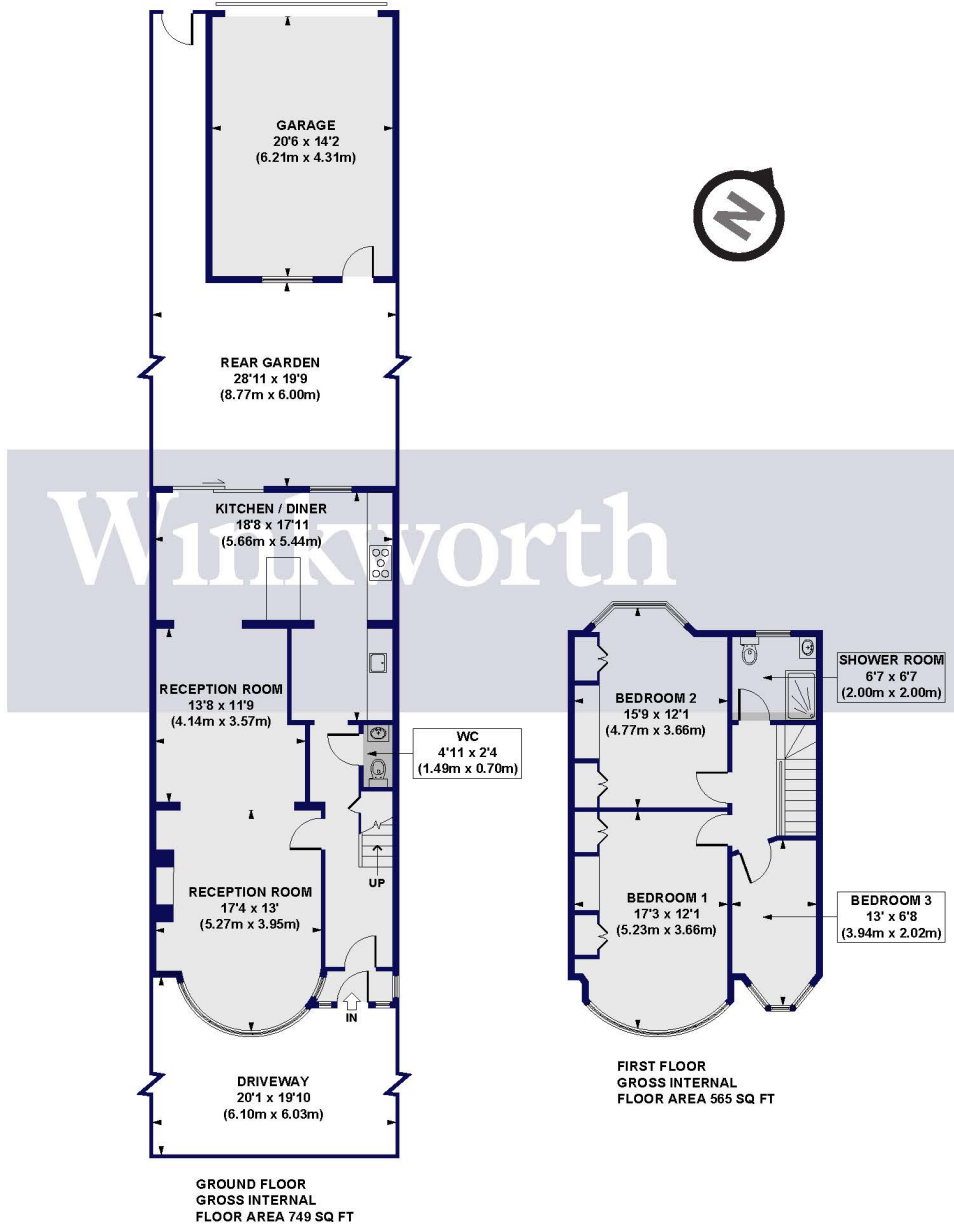 GARAGE
20'6 x 14'2
(6.21m x 4.31m)
N
REAR GARDEN
28'11 x 19'9
(8.77m x 6.00m)
Winkworth
KITCHEN / DINER
18'8 x 17'11
(5.66m x 5.44m)
RECEPTION ROOM
13'8 x 11'9
(4.14m x 3.57m)
WC
4'11 x 2'4
(1.49m x 0.70m)
UP
RECEPTION ROOM
17'4 x 13'
(5.27m x 3.95m)
IN
DRIVEWAY
20'1 x 19'10
(6.10m x 6.03m)
GROUND FLOOR
GROSS INTERNAL
FLOOR AREA 749 SQ FT
SHOWER ROOM
6'7 x 6'7
(2.00m x 2.00m)
BEDROOM 2
15'9 x 12'1
(4.77m x 3.66m)
BEDROOM 1
17'3 x 12'1
(5.23m x 3.66m)
BEDROOM 3
13' x 6'8
(3.94m x 2.02m)
FIRST FLOOR
GROSS INTERNAL
FLOOR AREA 565 SQ FT